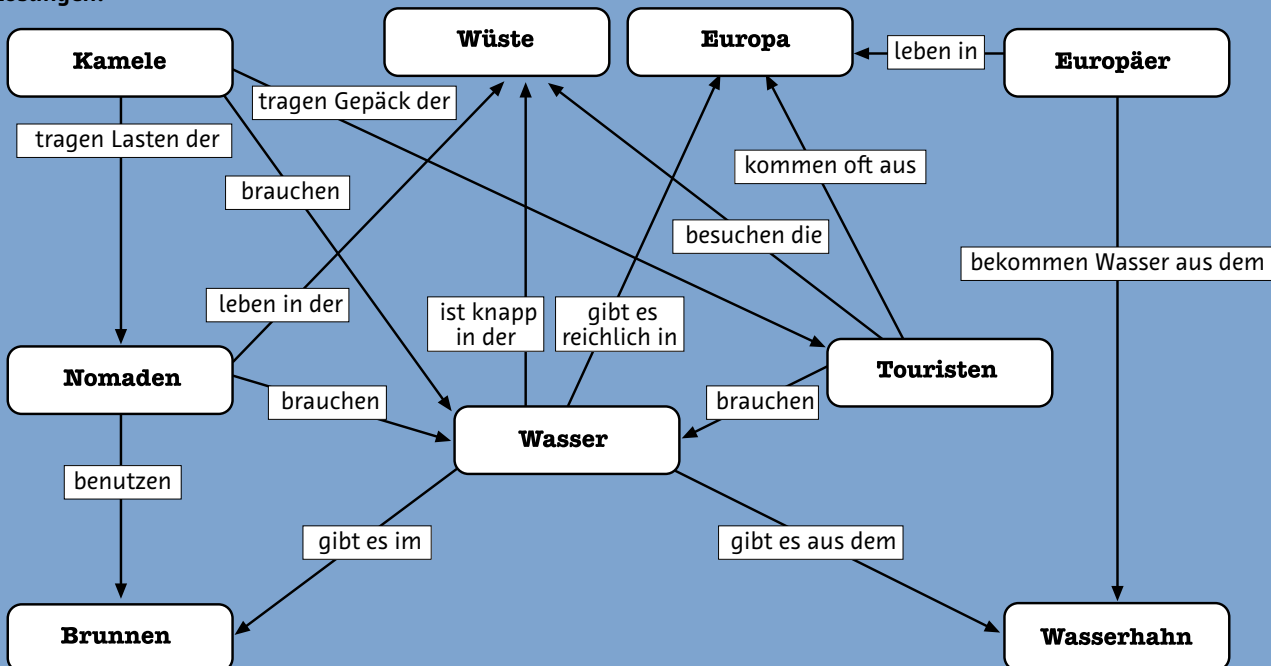 Wüste
Europa
Kamele
leben in
Europäer
tragen Gepäck der
tragen Lasten der
kommen oft aus
brauchen
besuchen die
bekommen Wasser aus dem
leben in der
ist knapp
in der
gibt es
reichlich in
Nomaden
Touristen
brauchen
brauchen
Wasser
benutzen
gibt es im
gibt es aus dem
Brunnen
Wasserhahn